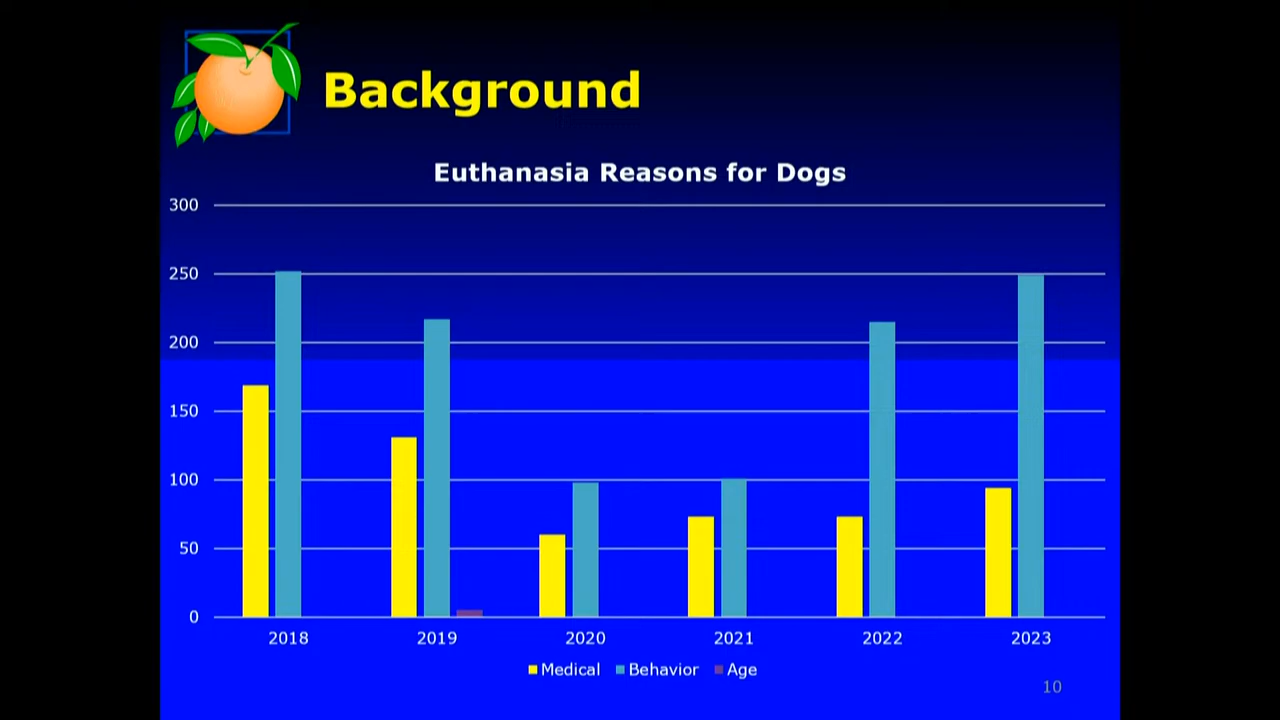 Background
Euthanasia Reasons for Dogs
300
250
200
150
100
50
0
2018 2019 2020 2021 2022 2023
Medical Behavior Age
10